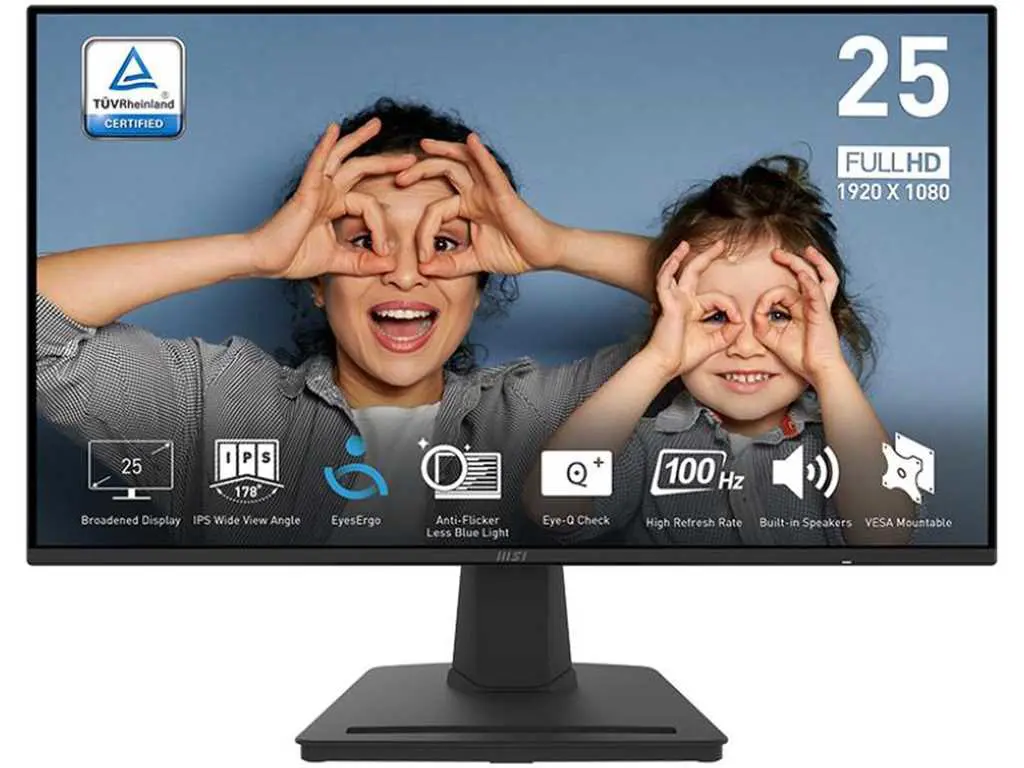 TÜVRheinland®
CERTIFIED
25
FULL HD
1920 X 1080
25
Broadened Display
IPS
178°
IPS Wide View Angle
EyesErgo
Anti-Flicker
Less Blue Light
Q+
Eye-Q Check
100Hz
High Refresh Rate
Built-in Speakers
VESA Mountable
msi